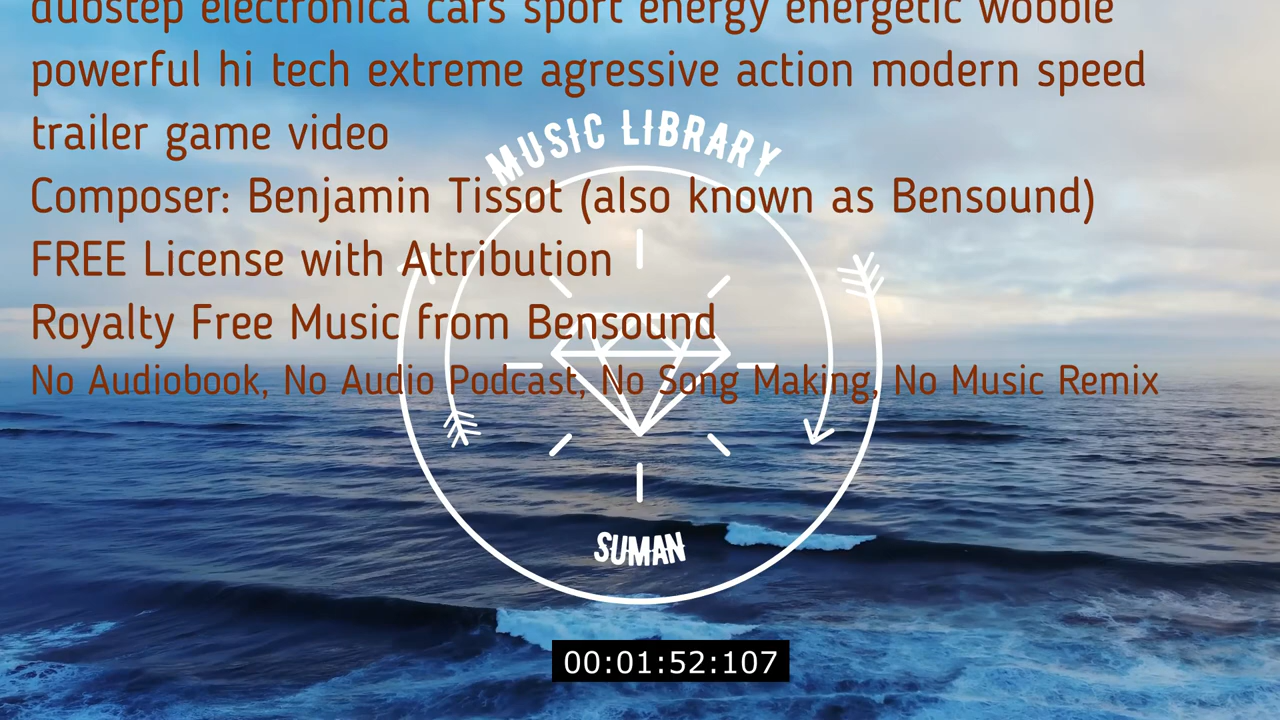 dubstep electronica cars sport energy energetic wobble
powerful hi tech extreme agressive action modern speed
trailer game video
MUSIC LIBRARY
Composer: Benjamin Tissot (also known as Bensound)
FREE License with Attribution
Royalty Free Music from Bensound
No Audiobook, No Audio Podcast, No Song Making, No Music Remix
SUMAN
00:01:52:107